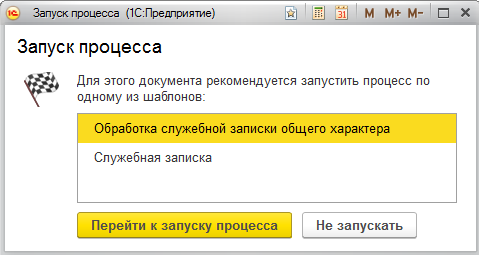 Запуск процесса (1С:Предприятие)
M M+ M-
Запуск процесса
Для этого документа рекомендуется запустить процесс по
одному из шаблонов:
Обработка служебной записки общего характера
Служебная записка
Перейти к запуску процесса
Не запускать